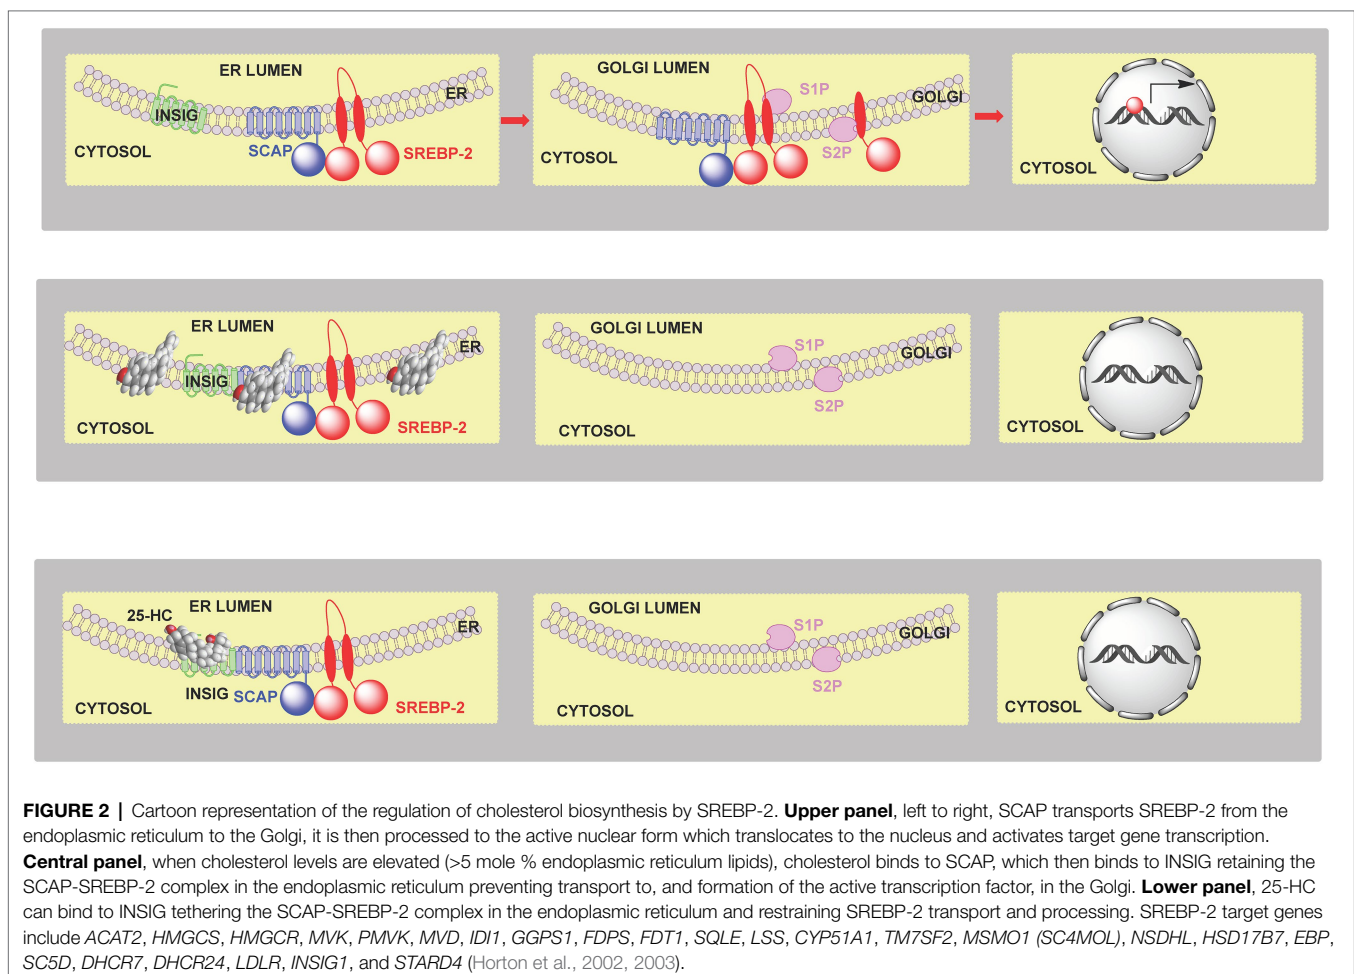 ER LUMEN
INSIG
ER
CYTOSOL
SCAP
SREBP-2
GOLGI LUMEN
S1P
GOLGI
S2P
CYTOSOL
CYTOSOL
ER LUMEN
INSIG
ER
CYTOSOL
SREBP-2
GOLGI LUMEN
S1P
GOLGI
S2P
CYTOSOL
CYTOSOL
25-HC
ER LUMEN
ER
INSIG
SCAP
CYTOSOL
SREBP-2
GOLGI LUMEN
S1P
GOLGI
S2P
CYTOSOL
CYTOSOL
FIGURE 2 | Cartoon representation of the regulation of cholesterol biosynthesis by SREBP-2. Upper panel, left to right, SCAP transports SREBP-2 from the
endoplasmic reticulum to the Golgi, it is then processed to the active nuclear form which translocates to the nucleus and activates target gene transcription.
Central panel, when cholesterol levels are elevated (>5 mole % endoplasmic reticulum lipids), cholesterol binds to SCAP, which then binds to INSIG retaining the
SCAP-SREBP-2 complex in the endoplasmic reticulum preventing transport to, and formation of the active transcription factor, in the Golgi. Lower panel, 25-HC
can bind to INSIG tethering the SCAP-SREBP-2 complex in the endoplasmic reticulum and restraining SREBP-2 transport and processing. SREBP-2 target genes
include ACAT2, HMGCS, HMGCR, MVK, PMVK, MVD, IDI1, GGPS1, FDPS, FDT1, SQLE, LSS, CYP51A1, TM7SF2, MSMO1 (SC4MOL), NSDHL, HSD17B7, EBP,
SC5D, DHCR7, DHCR24, LDLR, INSIG1, and STARD4 (Horton et al., 2002, 2003).